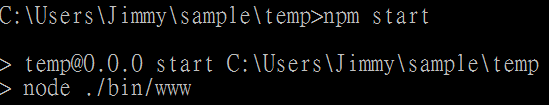 C:\Users\Jimmy\sample\temp>npm start
> temp@0.0.0 start C:\Users\Jimmy\sample\temp
> node ./bin/www